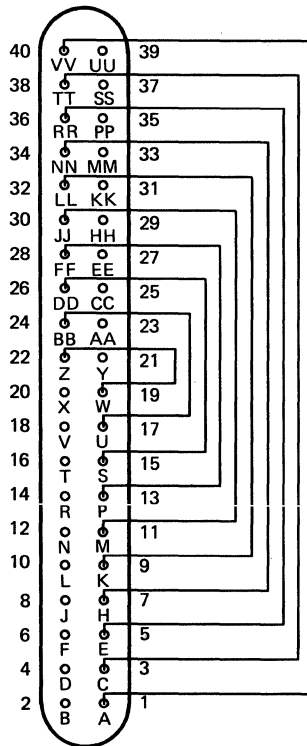 40 39
VV UU
38 37
TT SS
36 35
RR PP
34 33
NN MM
32 31
LL KK
30 29
JJ HH
28 27
FF EE
26 25
DD CC
24 23
BB AA
22 21
Z Y
20 19
X W
18 17
V U
16 15
T S
14 13
R P
12 11
N M
10 9
L K
8 7
J H
6 5
F E
4 3
D C
2 1
B A